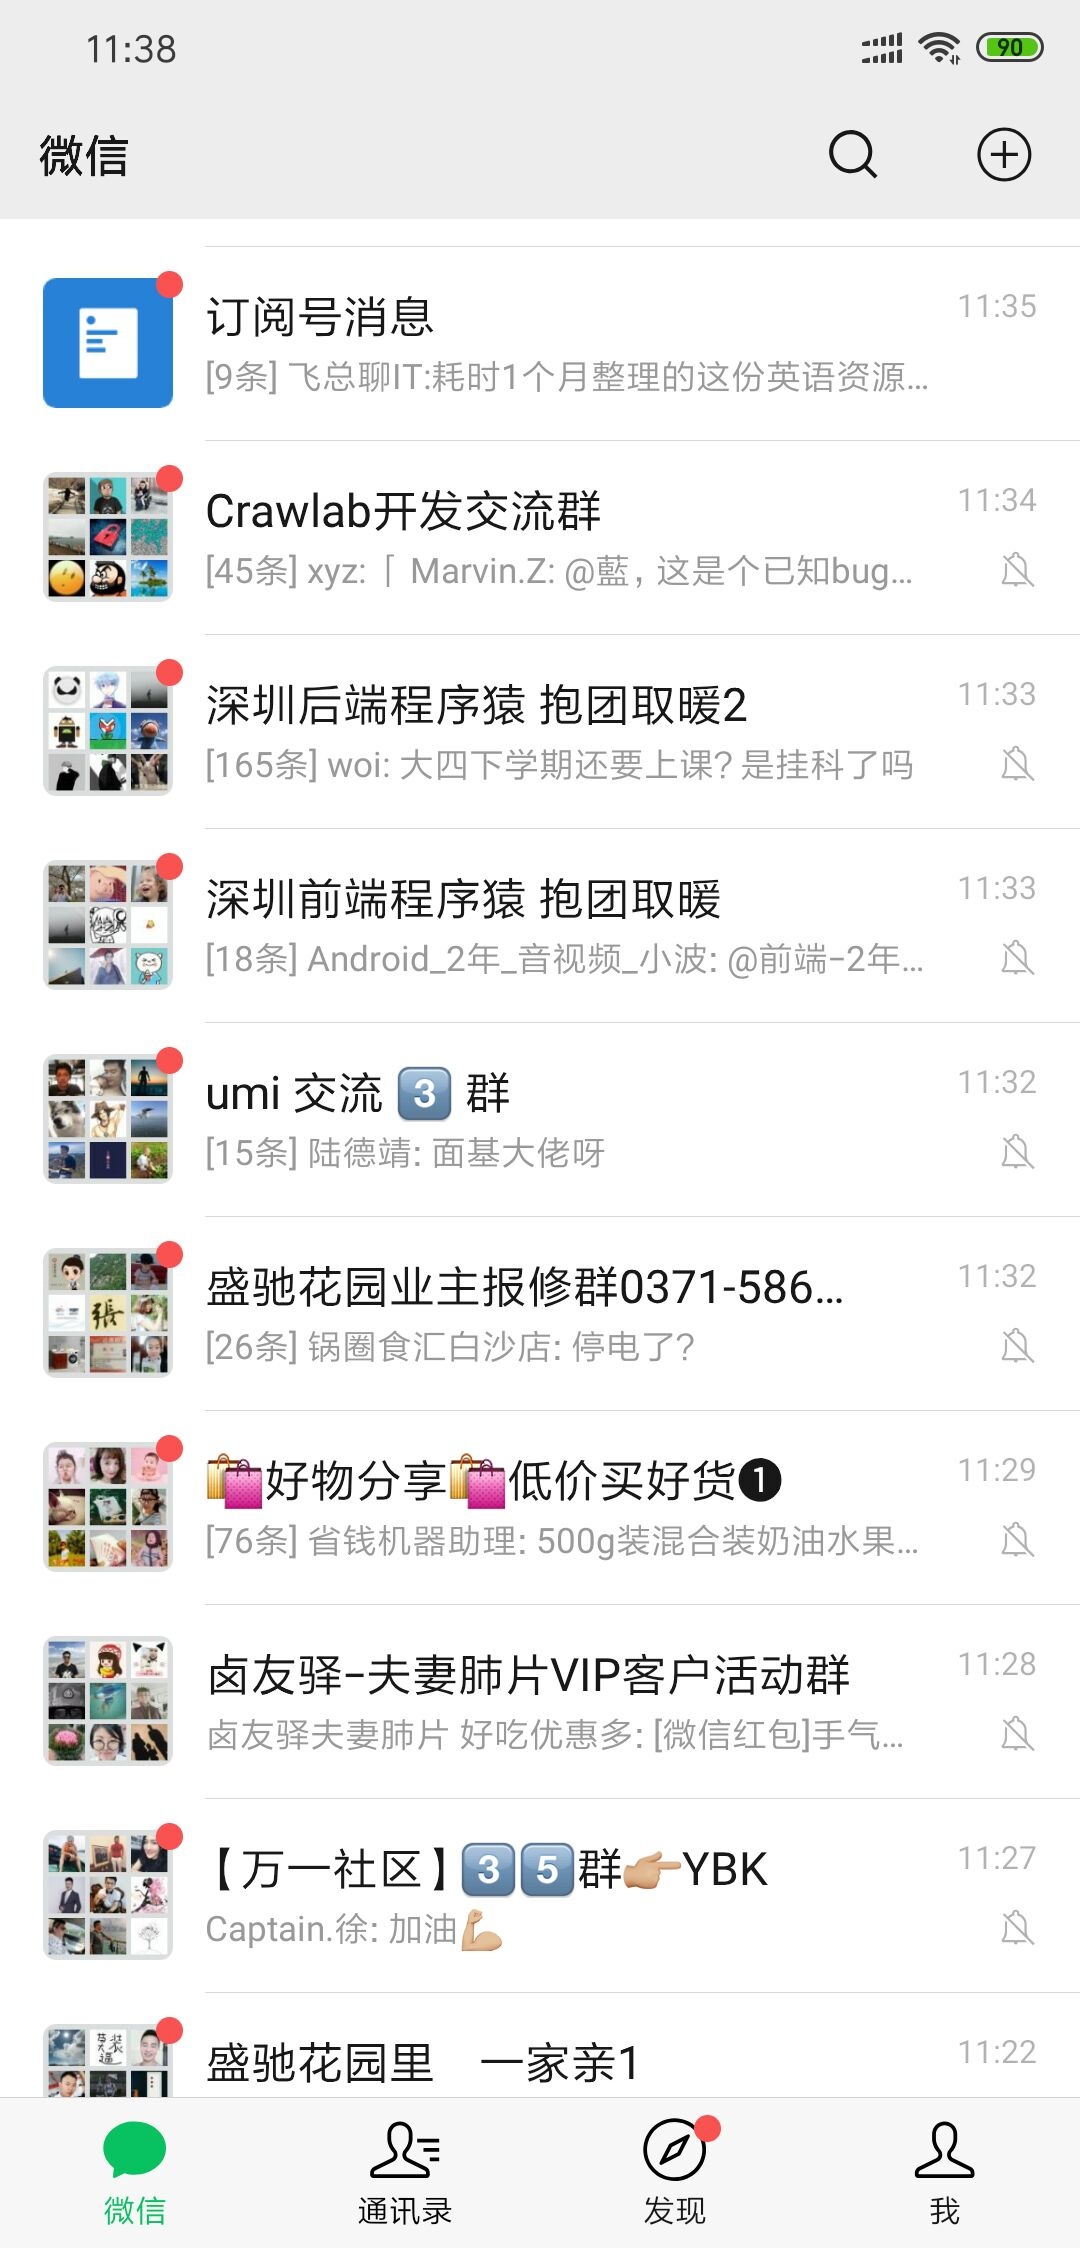 11:38
90
微信
订阅号消息
11:35
[9条] 飞总聊IT:耗时1个月整理的这份英语资源...
Crawlab开发交流群
11:34
[45条] xyz:「 Marvin.Z: @藍, 这是个已知bug...
深圳后端程序猿 抱团取暖2
11:33
[165条] woi: 大四下学期还要上课? 是挂科了吗
深圳前端程序猿 抱团取暖
11:33
[18条] Android_2年_音视频_小波: @前端-2年...
umi 交流 3️⃣ 群
11:32
[15条] 陆德靖: 面基大佬呀
盛驰花园业主报修群0371-586...
11:32
[26条] 锅圈食汇白沙店: 停电了?
🛍️好物分享🛍️低价买好货❶
11:29
[76条] 省钱机器助理: 500g装混合装奶油水果...
卤友驿-夫妻肺片VIP客户活动群
11:28
卤友驿夫妻肺片 好吃优惠多: [微信红包]手气...
【万一社区】3️⃣5️⃣群👉🏼YBK
11:27
Captain.徐: 加油💪🏼
盛驰花园里 一家亲1
11:22
微信
通讯录
发现
我